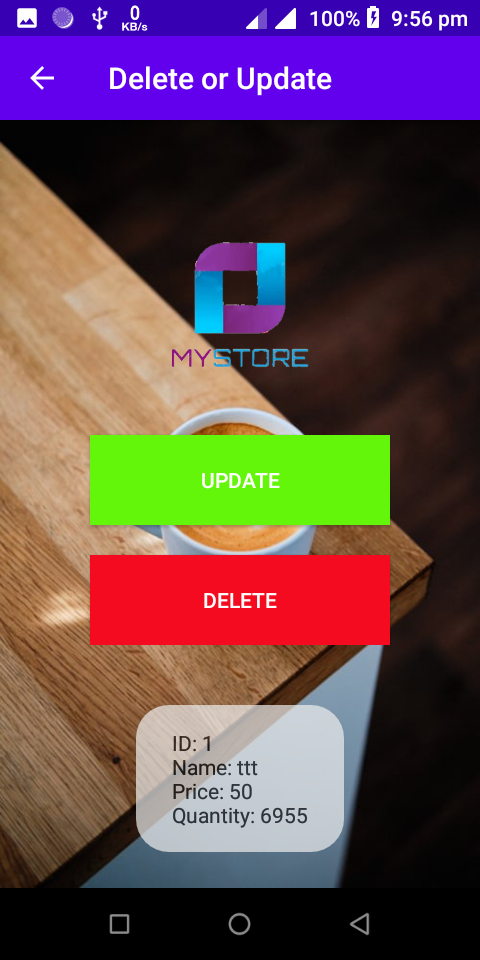 0 KB/s 100% 9:56 pm
Delete or Update
MYSTORE
UPDATE
DELETE
ID: 1
Name: ttt
Price: 50
Quantity: 6955